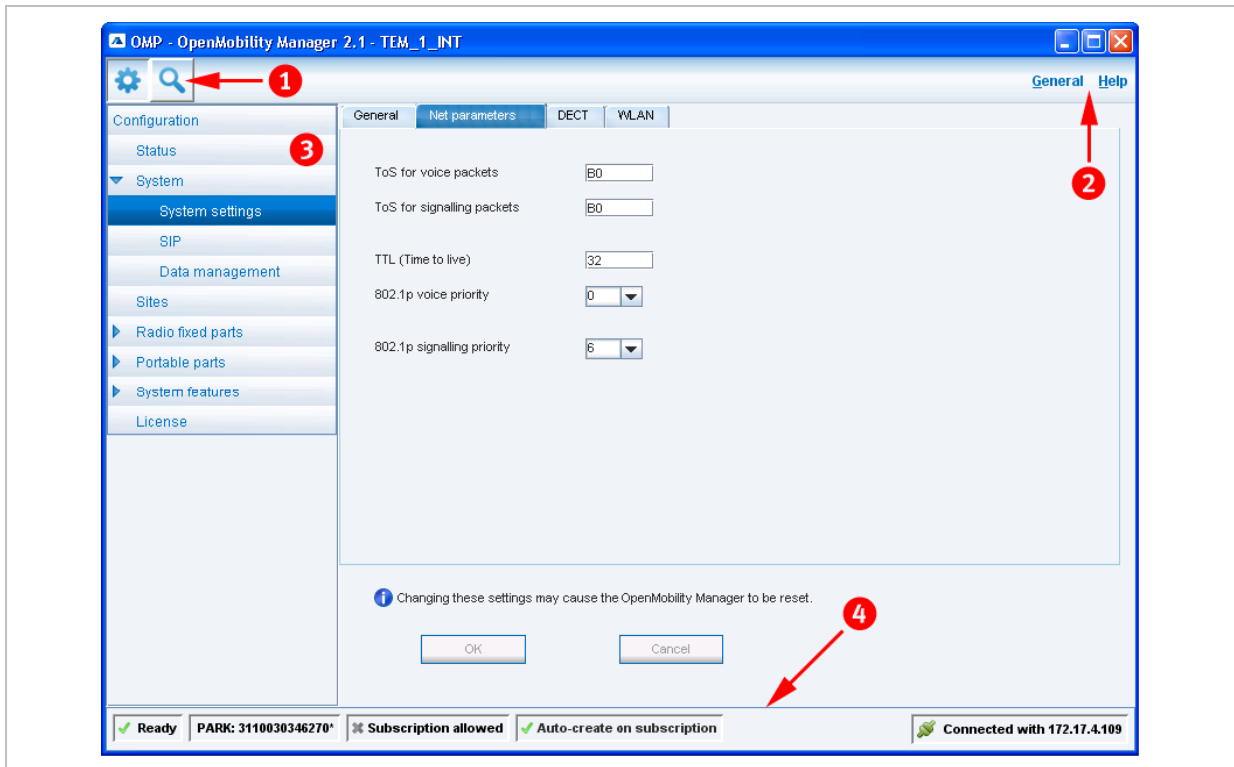 OMP - OpenMobility Manager 2.1 - TEM_1_INT
1
General Help
2
Configuration
Status
3
System
System settings
SIP
Data management
Sites
Radio fixed parts
Portable parts
System features
License
General Net parameters DECT WLAN
ToS for voice packets B0
ToS for signalling packets B0
TTL (Time to live) 32
802.1p voice priority 0
802.1p signalling priority 6
Changing these settings may cause the OpenMobility Manager to be reset.
4
OK Cancel
Ready PARK: 3110030346270* Subscription allowed Auto-create on subscription Connected with 172.17.4.109